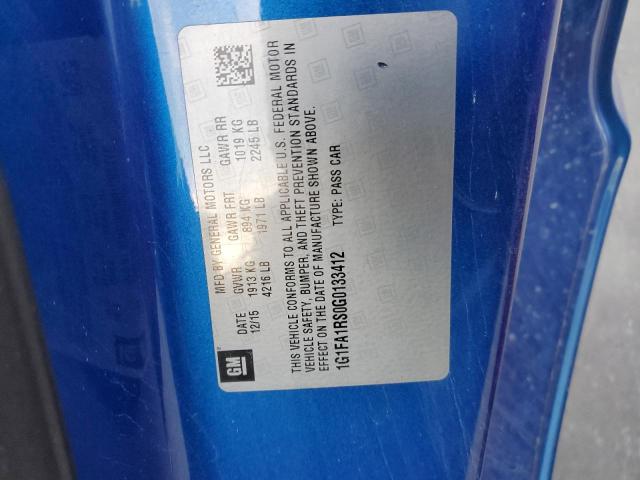 GM
MFD BY GENERAL MOTORS LLC
DATE GVWR GAWR FRT GAWR RR
12/15 1913 KG 894 KG 1019 KG
4216 LB 1971 LB 2245 LB
THIS VEHICLE CONFORMS TO ALL APPLICABLE U.S. FEDERAL MOTOR
VEHICLE SAFETY, BUMPER, AND THEFT PREVENTION STANDARDS IN
EFFECT ON THE DATE OF MANUFACTURE SHOWN ABOVE.
1G1FA1RS0G0133412 TYPE: PASS CAR